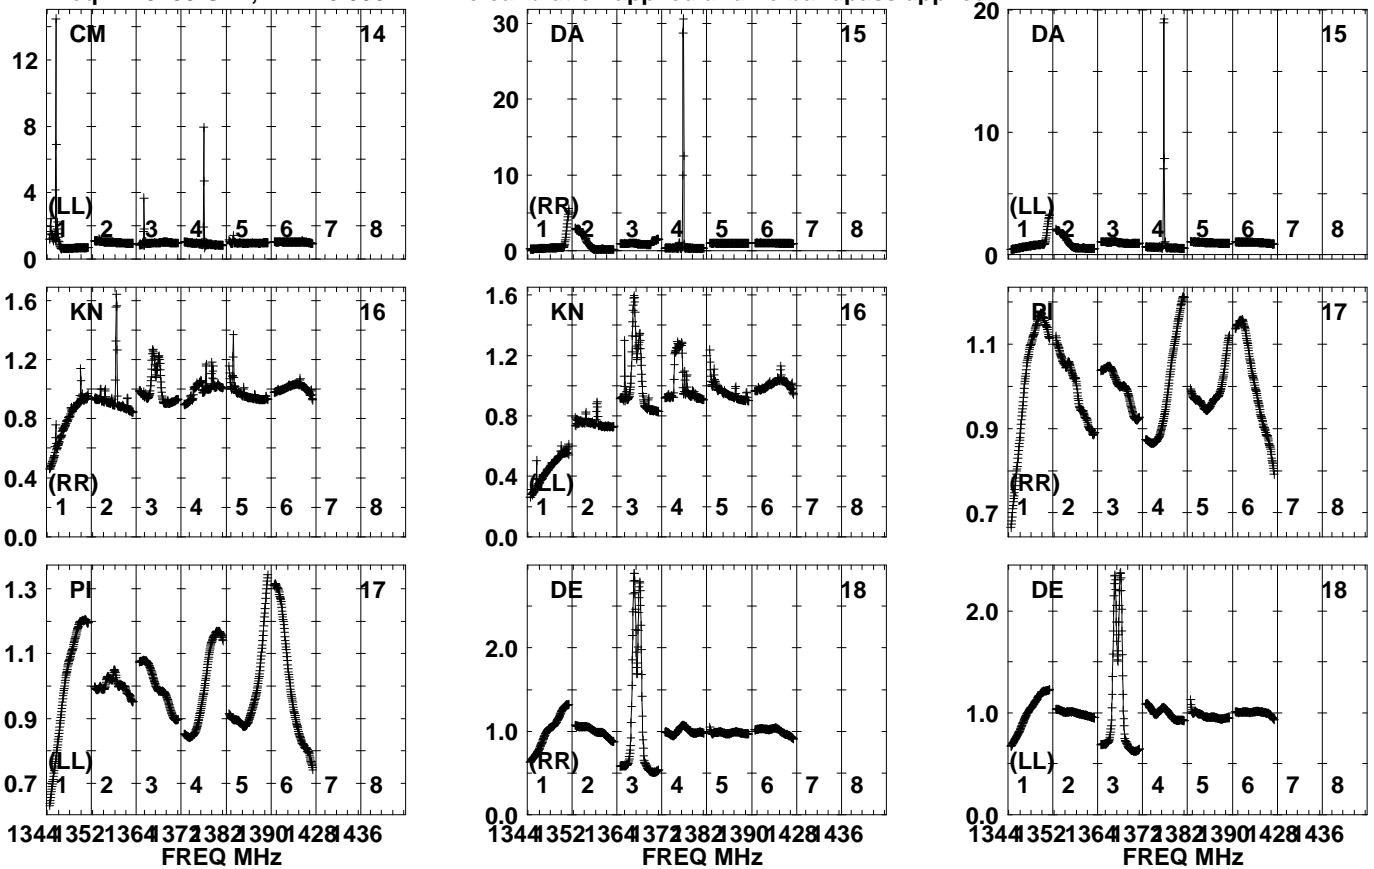 CM 14
12
8
4
0
(LL)
1 2 3 4 5 6 7 8
DA 15
30
20
10
0
(RR)
1 2 3 4 5 6 7 8
DA 15
20
10
0
(LL)
1 2 3 4 5 6 7 8
KN 16
1.6
1.2
0.8
0.4
0.0
(RR)
1 2 3 4 5 6 7 8
KN 16
1.6
1.2
0.8
0.4
0.0
(LL)
1 2 3 4 5 6 7 8
PI 17
1.1
0.9
0.7
(RR)
1 2 3 4 5 6 7 8
PI 17
1.3
1.1
0.9
0.7
(LL)
1 2 3 4 5 6 7 8
1344 1352 1364 1372 1382 1390 1428 1436
FREQ MHz
DE 18
2.0
1.0
0.0
(RR)
1 2 3 4 5 6 7 8
1344 1352 1364 1372 1382 1390 1428 1436
FREQ MHz
DE 18
2.0
1.0
0.0
(LL)
1 2 3 4 5 6 7 8
1344 1352 1364 1372 1382 1390 1428 1436
FREQ MHz